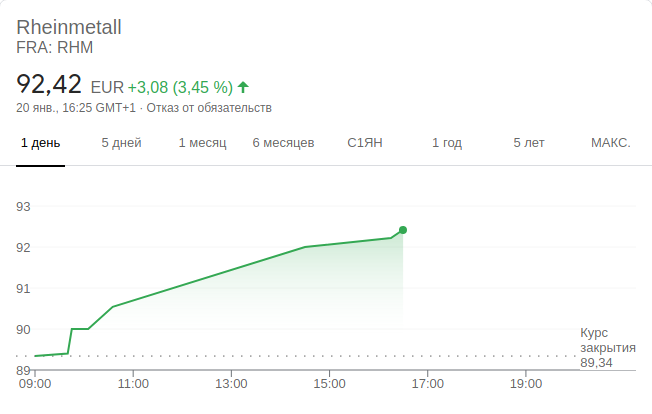 Rheinmetall
FRA: RHM
92,42 EUR +3,08 (3,45 %)
20 янв., 16:25 GMT+1 · Отказ от обязательств
1 день 5 дней 1 месяц 6 месяцев С1ЯН 1 год 5 лет МАКС.
93
92
91
90
89
Курс
закрытия
89,34
09:00 11:00 13:00 15:00 17:00 19:00